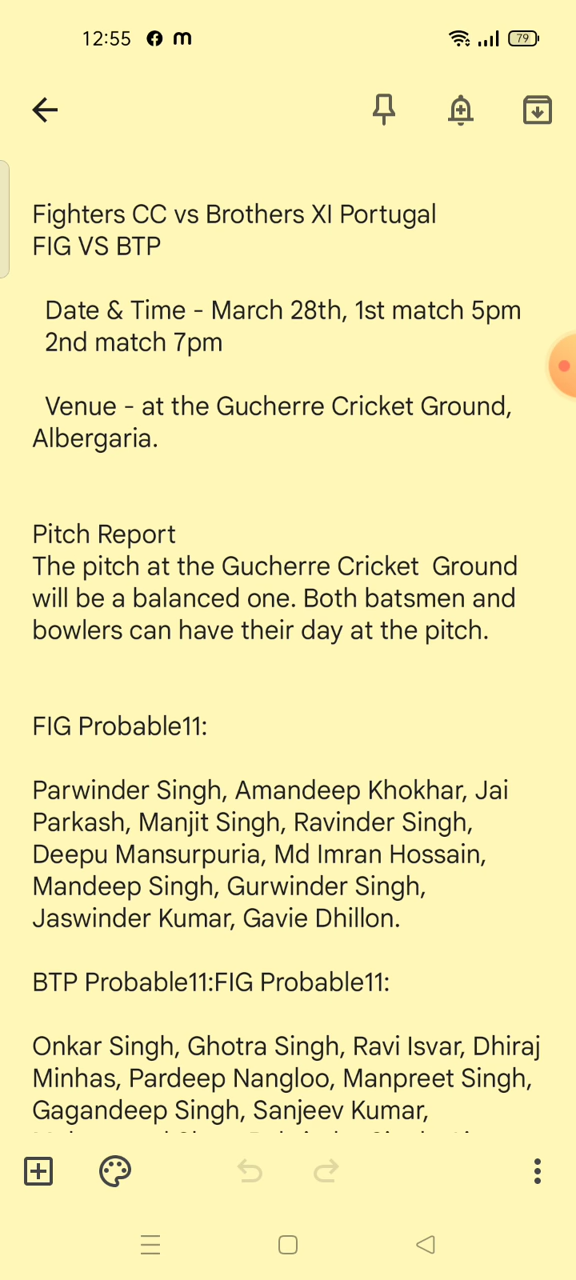 12:55
79
Fighters CC vs Brothers XI Portugal
FIG VS BTP
Date & Time - March 28th, 1st match 5pm
2nd match 7pm
Venue - at the Gucherre Cricket Ground,
Albergaria.
Pitch Report
The pitch at the Gucherre Cricket  Ground
will be a balanced one. Both batsmen and
bowlers can have their day at the pitch.
FIG Probable11:
Parwinder Singh, Amandeep Khokhar, Jai
Parkash, Manjit Singh, Ravinder Singh,
Deepu Mansurpuria, Md Imran Hossain,
Mandeep Singh, Gurwinder Singh,
Jaswinder Kumar, Gavie Dhillon.
BTP Probable11:FIG Probable11:
Onkar Singh, Ghotra Singh, Ravi Isvar, Dhiraj
Minhas, Pardeep Nangloo, Manpreet Singh,
Gagandeep Singh, Sanjeev Kumar,